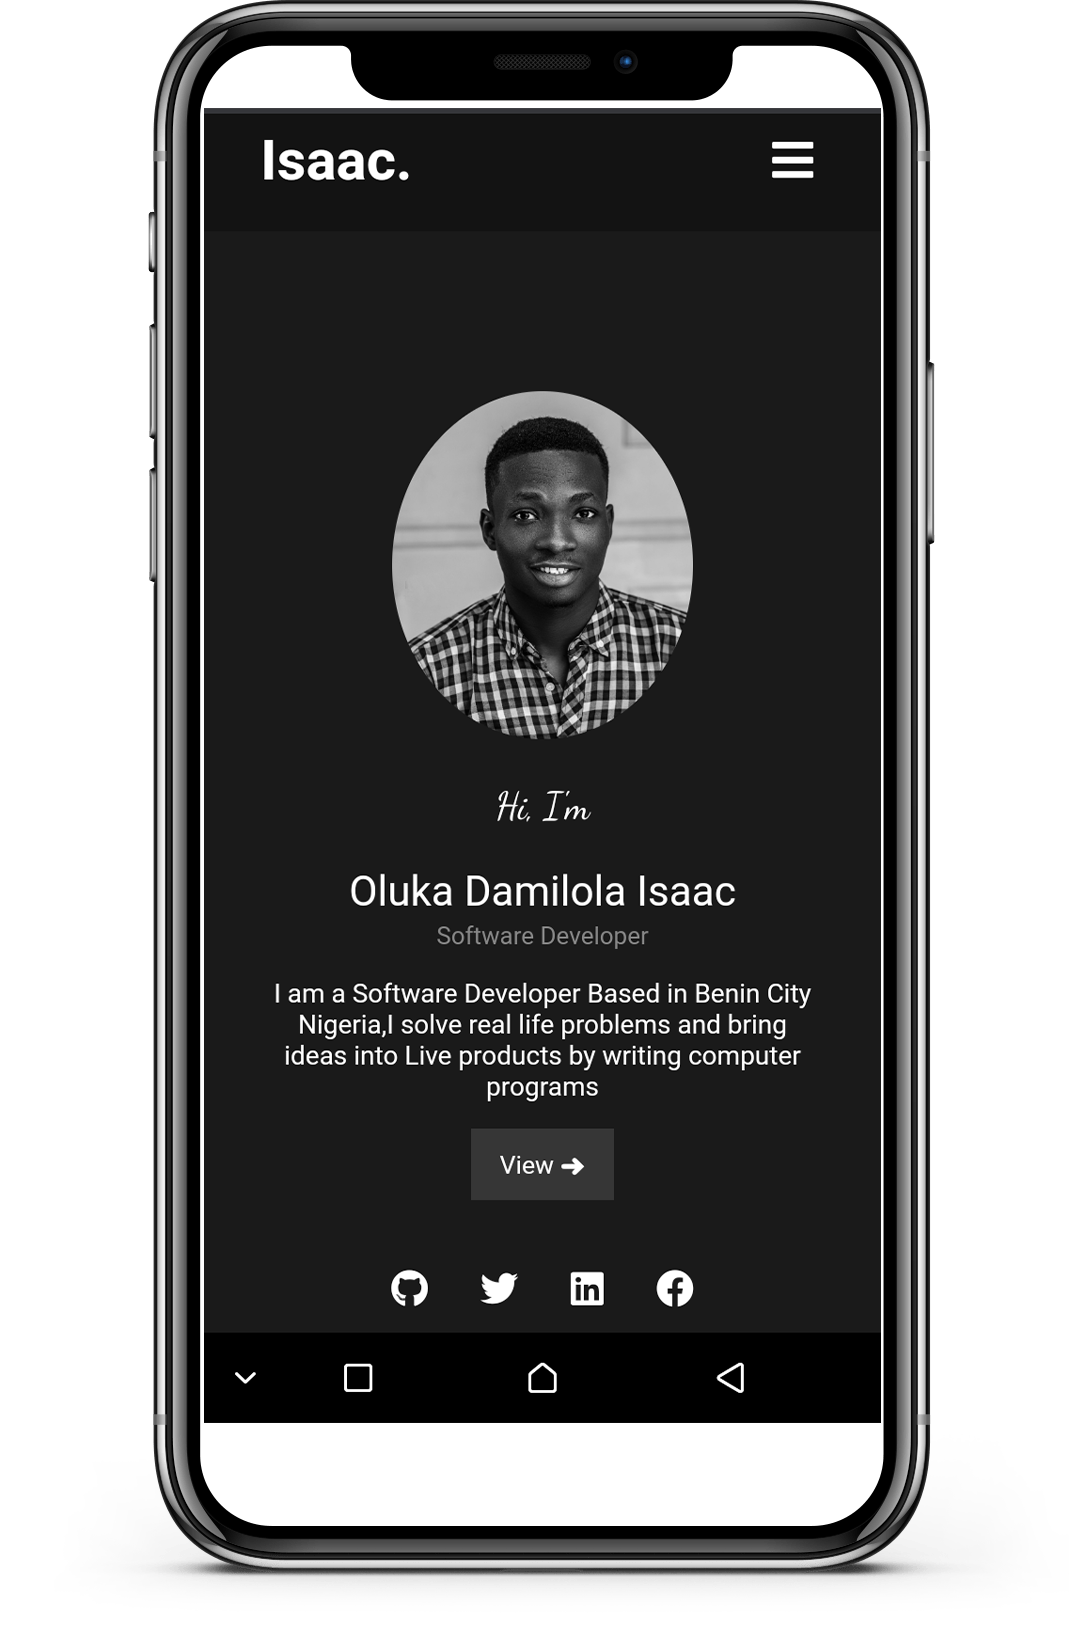 Isaac.
Hi, I'm
Oluka Damilola Isaac
Software Developer
I am a Software Developer Based in Benin City
Nigeria,I solve real life problems and bring
ideas into Live products by writing computer
programs
View